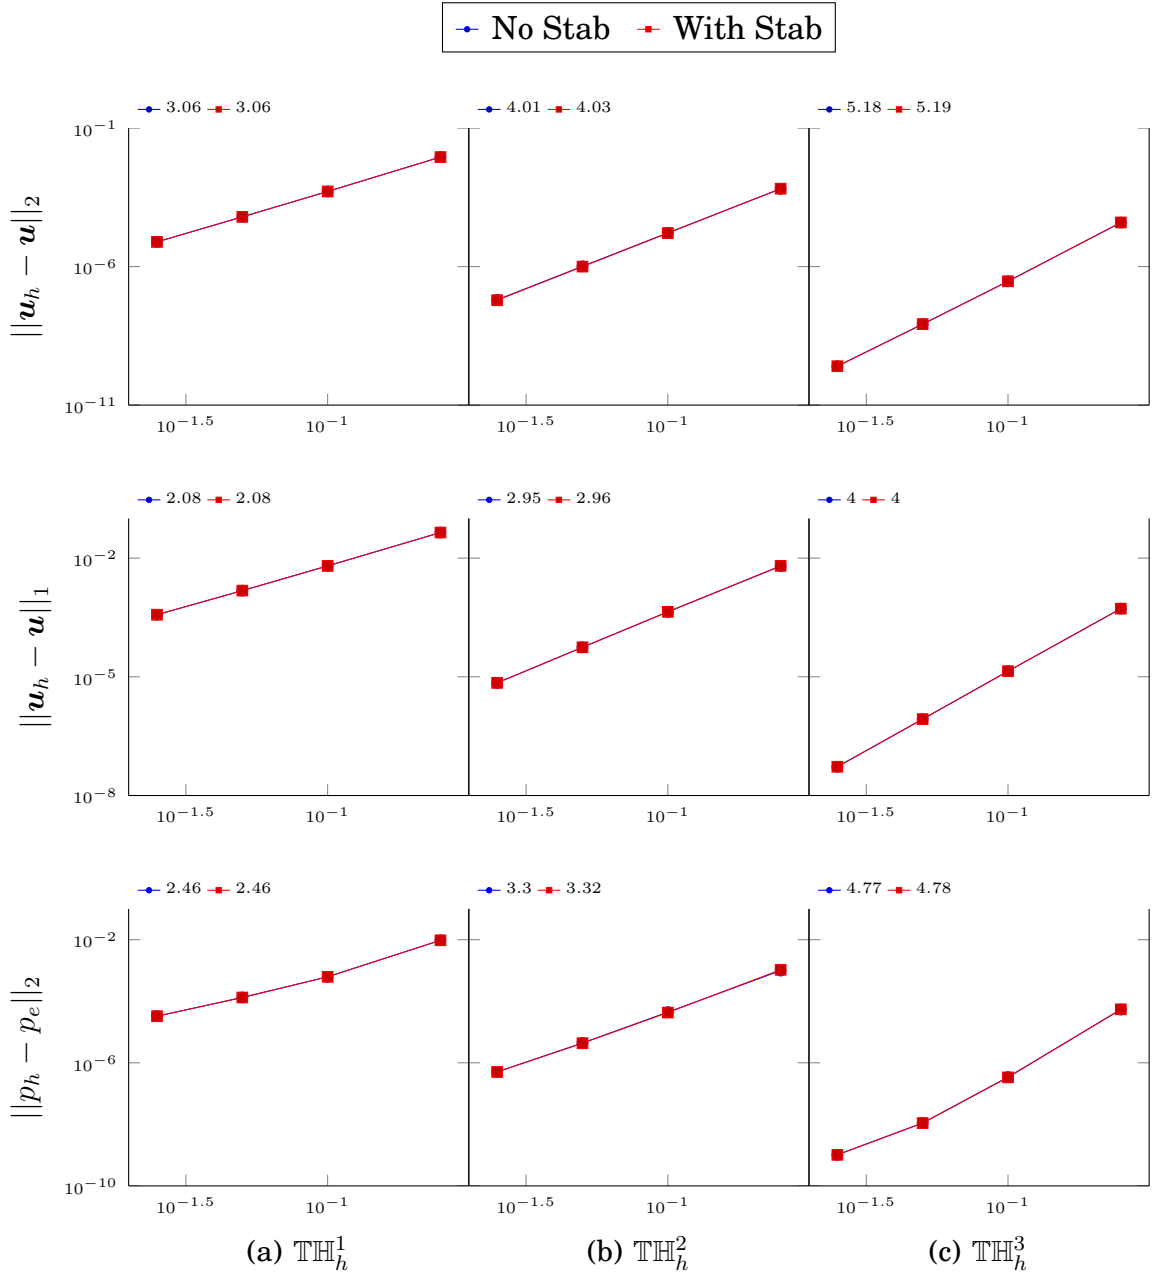 No Stab With Stab
3.06 3.06 4.01 4.03 5.18 5.19
10^{-1}
10^{-6}
10^{-11}
||u_h − u||_2
10^{-1.5} 10^{-1} 10^{-1.5} 10^{-1} 10^{-1.5} 10^{-1}
2.08 2.08 2.95 2.96 4 4
10^{-2}
10^{-5}
10^{-8}
||u_h − u||_1
10^{-1.5} 10^{-1} 10^{-1.5} 10^{-1} 10^{-1.5} 10^{-1}
2.46 2.46 3.3 3.32 4.77 4.78
10^{-2}
10^{-6}
10^{-10}
||p_h − p_e||_2
10^{-1.5} 10^{-1} 10^{-1.5} 10^{-1} 10^{-1.5} 10^{-1}
(a) 𝕋ℍ_h^1 (b) 𝕋ℍ_h^2 (c) 𝕋ℍ_h^3